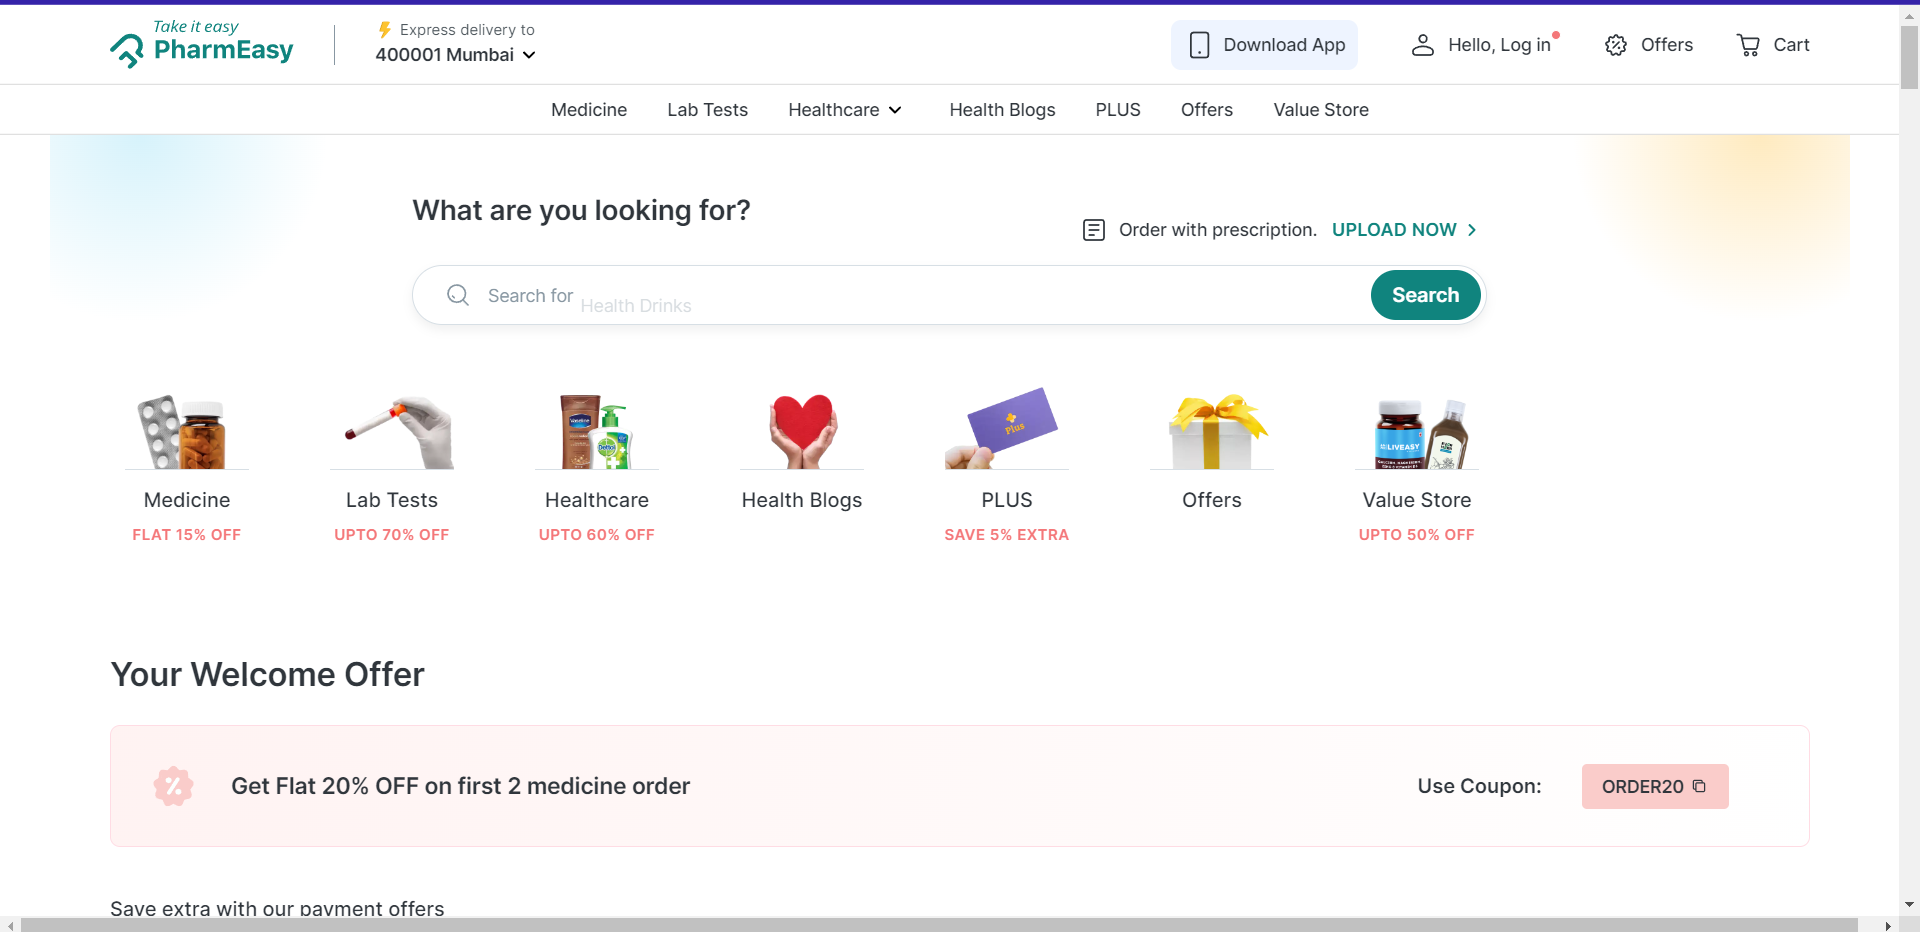 Take it easy
PharmEasy
Express delivery to
400001 Mumbai
Download App
Hello, Log in
Offers
Cart
Medicine
Lab Tests
Healthcare
Health Blogs
PLUS
Offers
Value Store
What are you looking for?
Order with prescription. UPLOAD NOW
Search for Health Drinks
Search
Vaseline
Dettol
Plus
LIVEASY
Medicine
FLAT 15% OFF
Lab Tests
UPTO 70% OFF
Healthcare
UPTO 60% OFF
Health Blogs
PLUS
SAVE 5% EXTRA
Offers
Value Store
UPTO 50% OFF
Your Welcome Offer
Get Flat 20% OFF on first 2 medicine order
Use Coupon:
ORDER20
Save extra with our payment offers